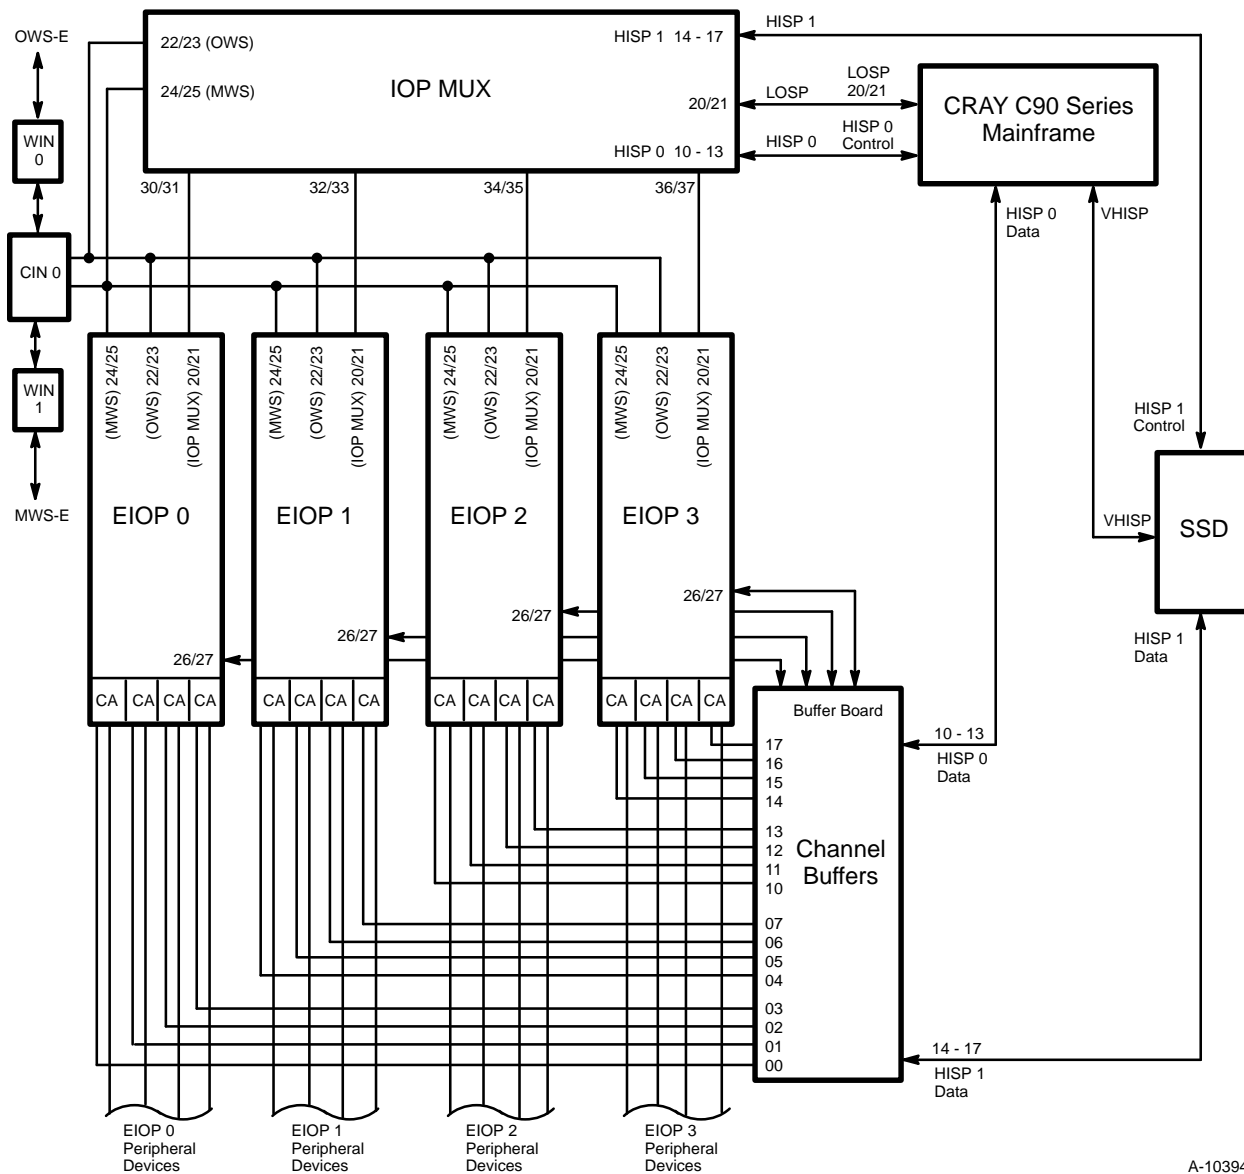 HISP 1
OWS-E
22/23 (OWS)
HISP 1 14 - 17
24/25 (MWS)
IOP MUX
LOSP
LOSP
20/21
20/21
CRAY C90 Series
Mainframe
WIN
0
HISP 0 10 - 13
HISP 0
HISP 0
Control
30/31
32/33
34/35
36/37
HISP 0
Data
VHISP
CIN 0
WIN
1
(MWS) 24/25
(OWS) 22/23
(IOP MUX) 20/21
(MWS) 24/25
(OWS) 22/23
(IOP MUX) 20/21
(MWS) 24/25
(OWS) 22/23
(IOP MUX) 20/21
(MWS) 24/25
(OWS) 22/23
(IOP MUX) 20/21
HISP 1
Control
MWS-E
EIOP 0
EIOP 1
EIOP 2
EIOP 3
VHISP
SSD
26/27
26/27
26/27
26/27
HISP 1
Data
CA CA CA CA
CA CA CA CA
CA CA CA CA
CA CA CA CA
Buffer Board
17
16
15
14
13
12
11
10
07
06
05
04
03
02
01
00
Channel
Buffers
10 - 13
HISP 0
Data
14 - 17
HISP 1
Data
EIOP 0
Peripheral
Devices
EIOP 1
Peripheral
Devices
EIOP 2
Peripheral
Devices
EIOP 3
Peripheral
Devices
A-10394